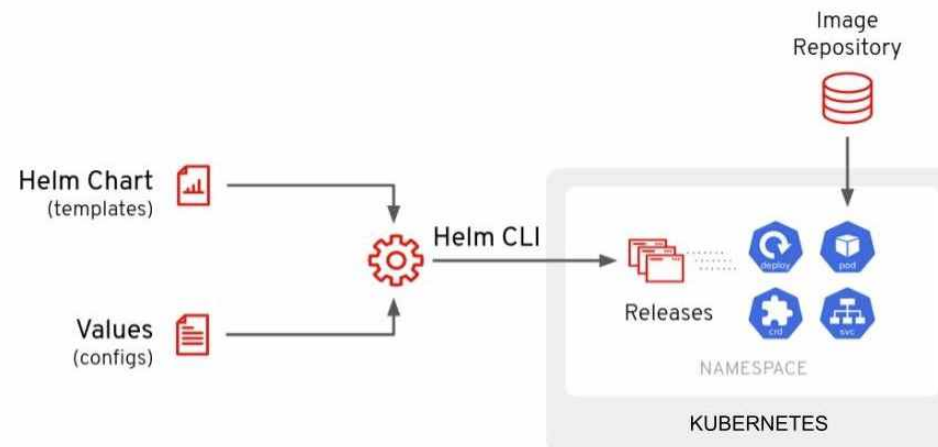 Image
Repository
Helm Chart
(templates)
Helm CLI
deploy
pod
Values
(configs)
Releases
crd
svc
NAMESPACE
KUBERNETES